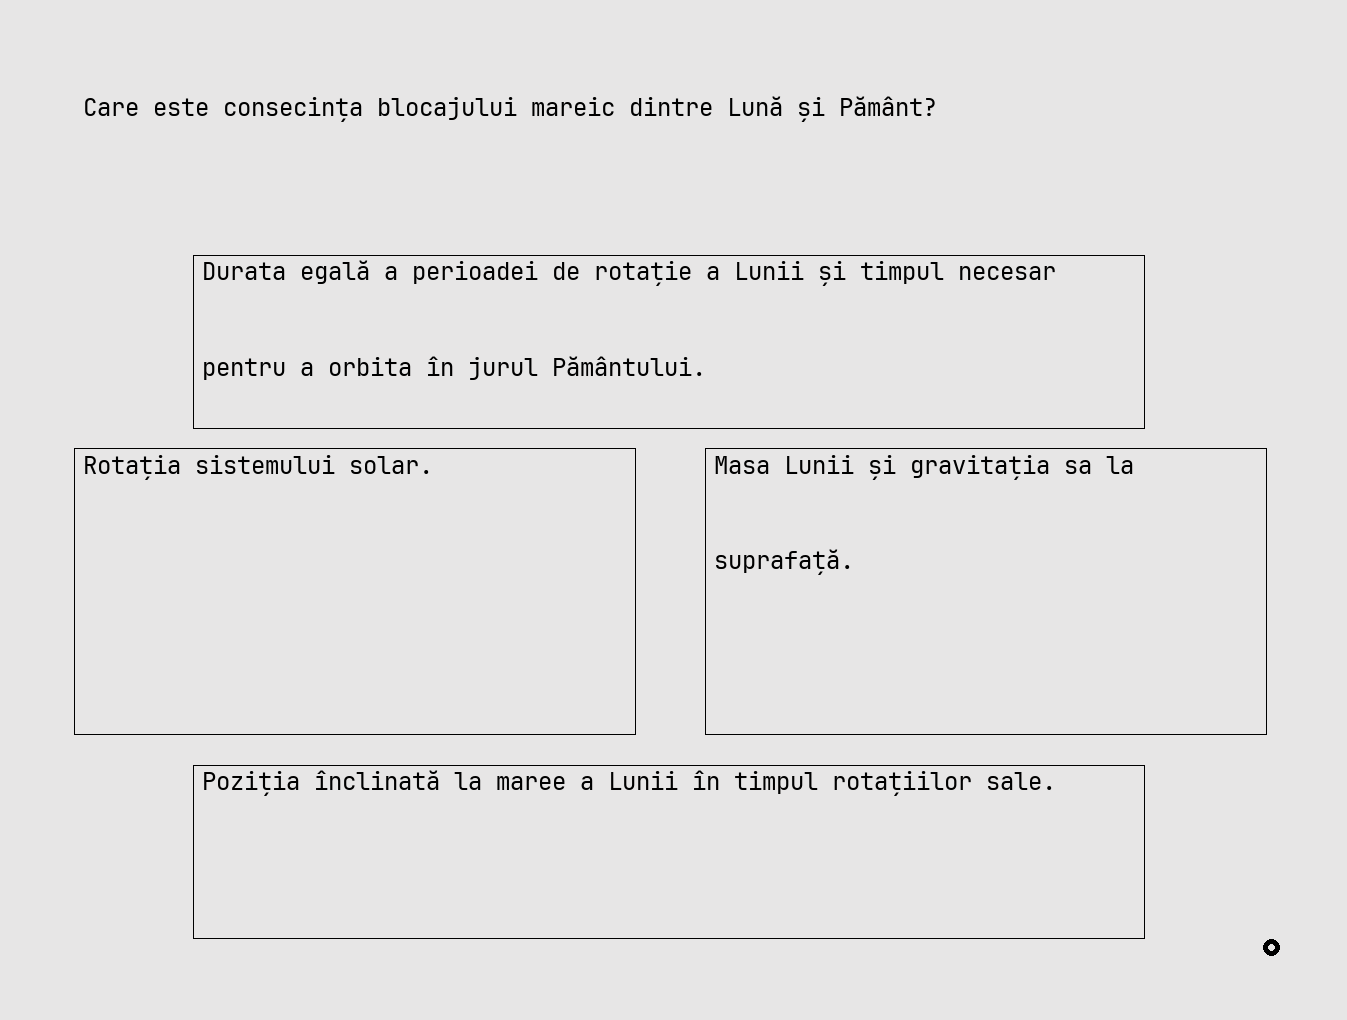 Care este consecința blocajului mareic dintre Lună și Pământ?
Durata egală a perioadei de rotație a Lunii și timpul necesar
pentru a orbita în jurul Pământului.
Rotația sistemului solar.
Masa Lunii și gravitația sa la
suprafață.
Poziția înclinată la maree a Lunii în timpul rotațiilor sale.